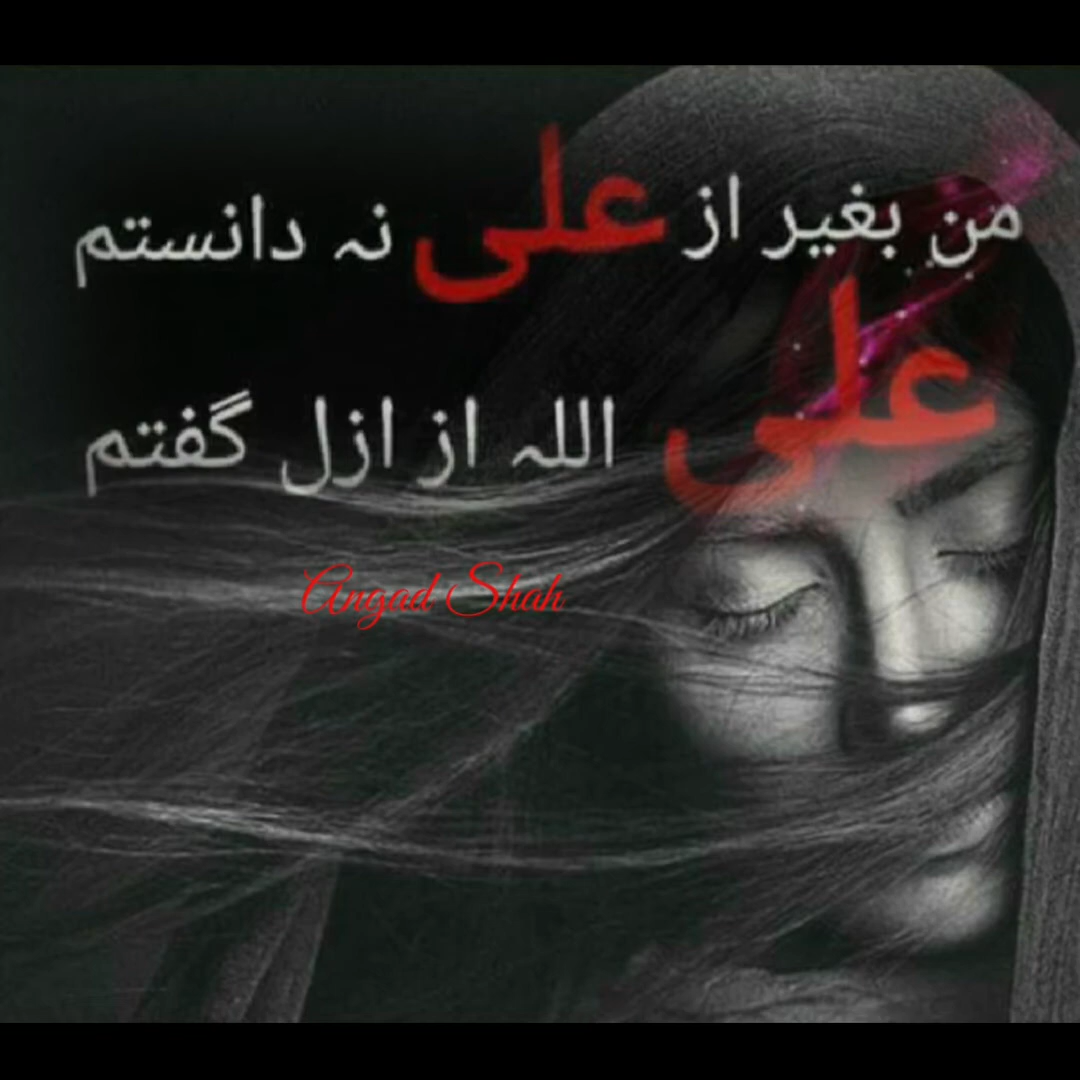 من بغیر از علی نہ دانستم
علی اللہ از ازل گفتم
Angad Shah